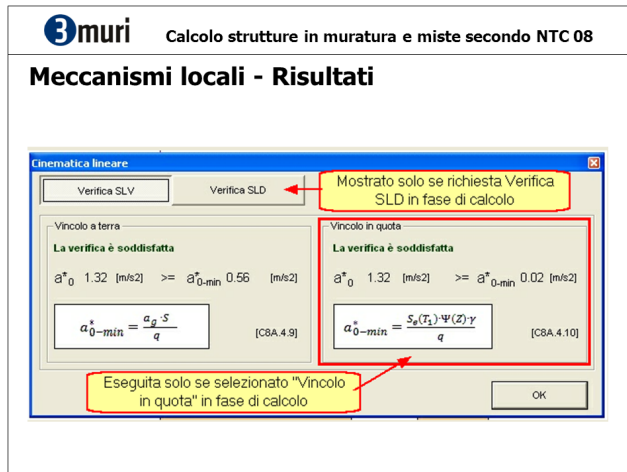 3muri
Calcolo strutture in muratura e miste secondo NTC 08
Meccanismi locali - Risultati
Cinematica lineare
Verifica SLV
Verifica SLD
Mostrato solo se richiesta Verifica
SLD in fase di calcolo
Vincolo a terra
La verifica è soddisfatta
a*0 1.32 [m/s2] >= a*0-min 0.56 [m/s2]
a*0−min = ag·S / q
[C8A.4.9]
Vincolo in quota
La verifica è soddisfatta
a*0 1.32 [m/s2] >= a*0-min 0.02 [m/s2]
a*0−min = Se(T1)·Ψ(Z)·γ / q
[C8A.4.10]
Eseguita solo se selezionato "Vincolo
in quota" in fase di calcolo
OK